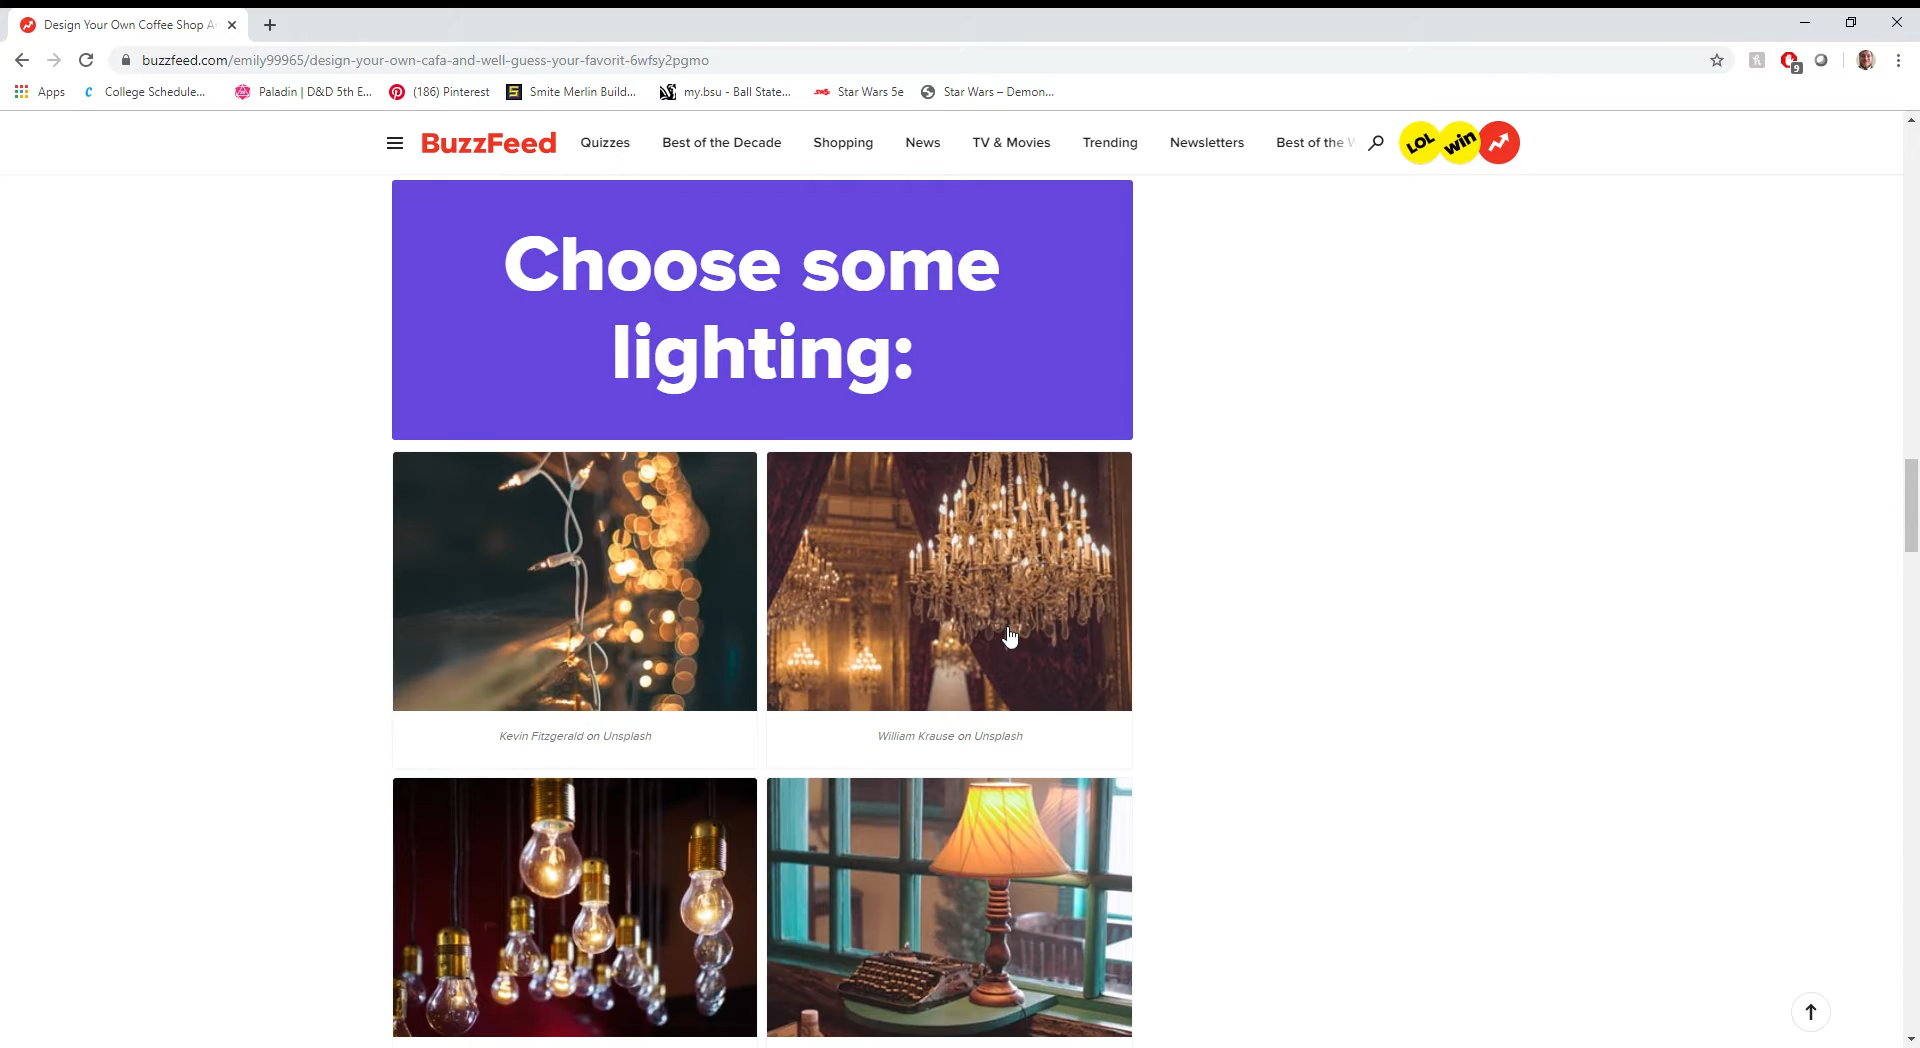 Design Your Own Coffee Shop A
buzzfeed.com/emily99965/design-your-own-cafa-and-well-guess-your-favorit-6wfsy2pgmo
9
Apps College Schedule... Paladin | D&D 5th E... (186) Pinterest Smite Merlin Build... my.bsu - Ball State... Star Wars 5e Star Wars – Demon...
BuzzFeed Quizzes Best of the Decade Shopping News TV & Movies Trending Newsletters Best of the LOL win
Choose some
lighting:
Kevin Fitzgerald on Unsplash William Krause on Unsplash